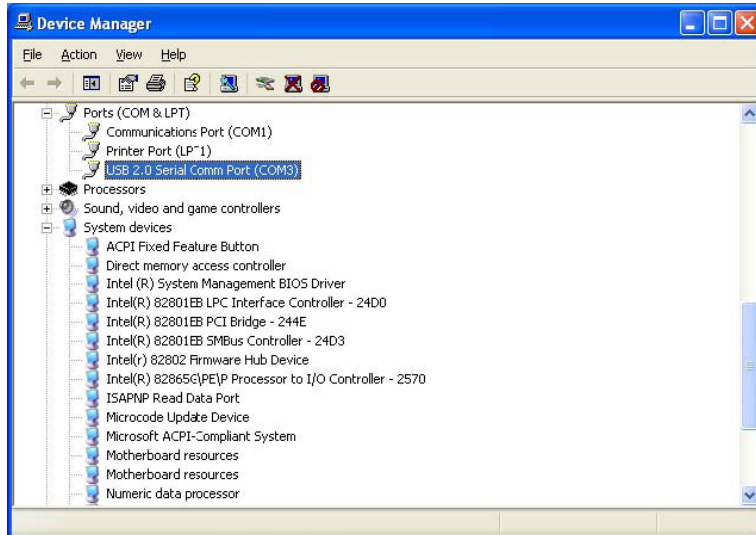 Device Manager
File Action View Help
Ports (COM & LPT)
Communications Port (COM1)
Printer Port (LPT1)
USB 2.0 Serial Comm Port (COM3)
Processors
Sound, video and game controllers
System devices
ACPI Fixed Feature Button
Direct memory access controller
Intel (R) System Management BIOS Driver
Intel(R) 82801EB LPC Interface Controller - 24D0
Intel(R) 82801EB PCI Bridge - 244E
Intel(R) 82801EB SMBus Controller - 24D3
Intel(r) 82802 Firmware Hub Device
Intel(R) 82865G\PE\P Processor to I/O Controller - 2570
ISAPNP Read Data Port
Microcode Update Device
Microsoft ACPI-Compliant System
Motherboard resources
Motherboard resources
Numeric data processor